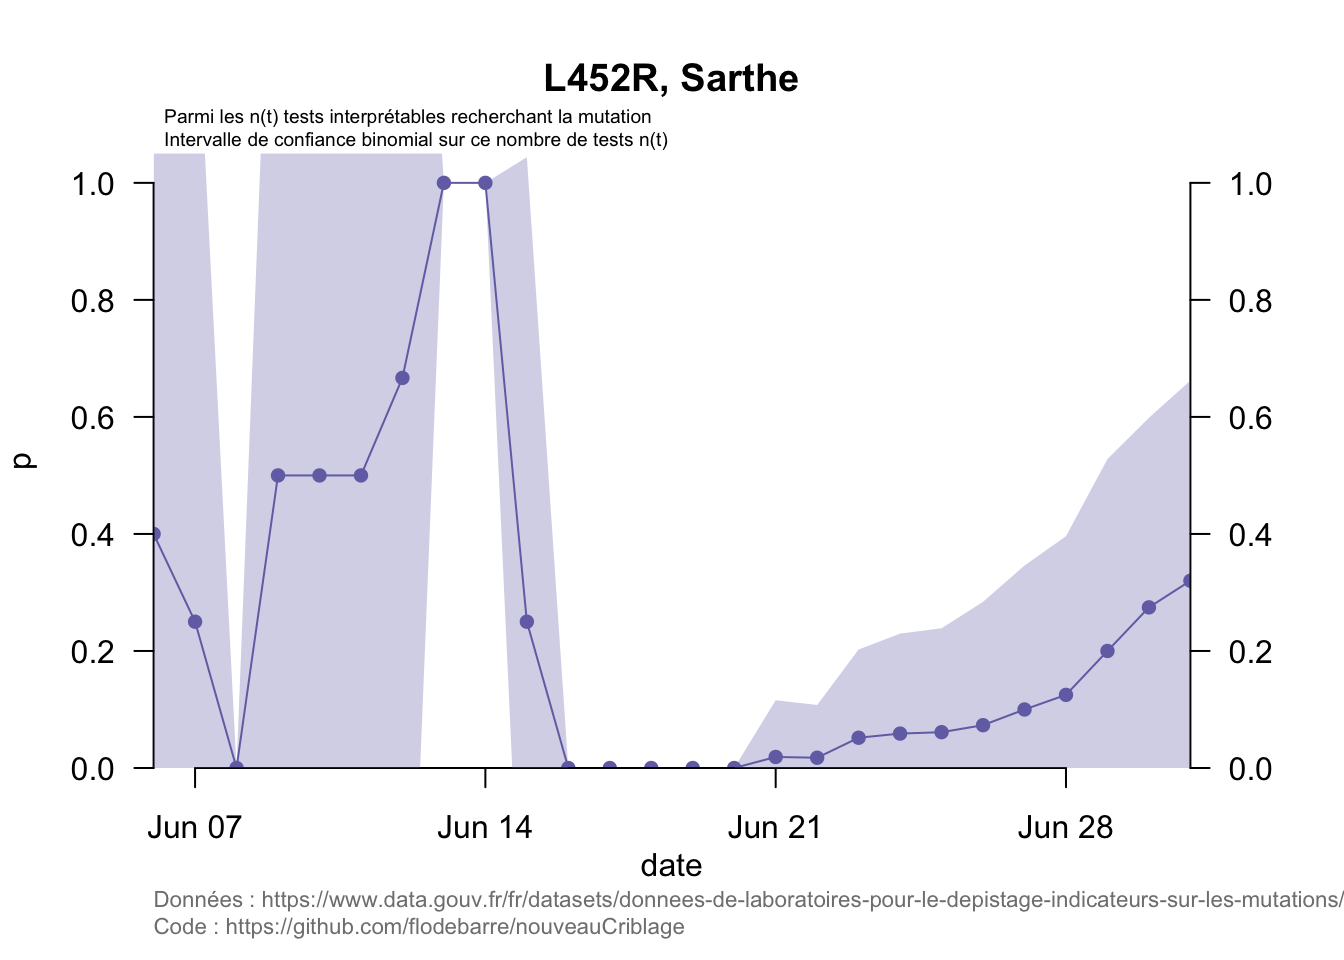 L452R, Sarthe
Parmi les n(t) tests interprétables recherchant la mutation
Intervalle de confiance binomial sur ce nombre de tests n(t)
1.0 1.0
0.8 0.8
0.6 0.6
p
0.4 0.4
0.2 0.2
0.0 0.0
Jun 07 Jun 14 Jun 21 Jun 28
date
Données : https://www.data.gouv.fr/fr/datasets/donnees-de-laboratoires-pour-le-depistage-indicateurs-sur-les-mutations/
Code : https://github.com/flodebarre/nouveauCriblage